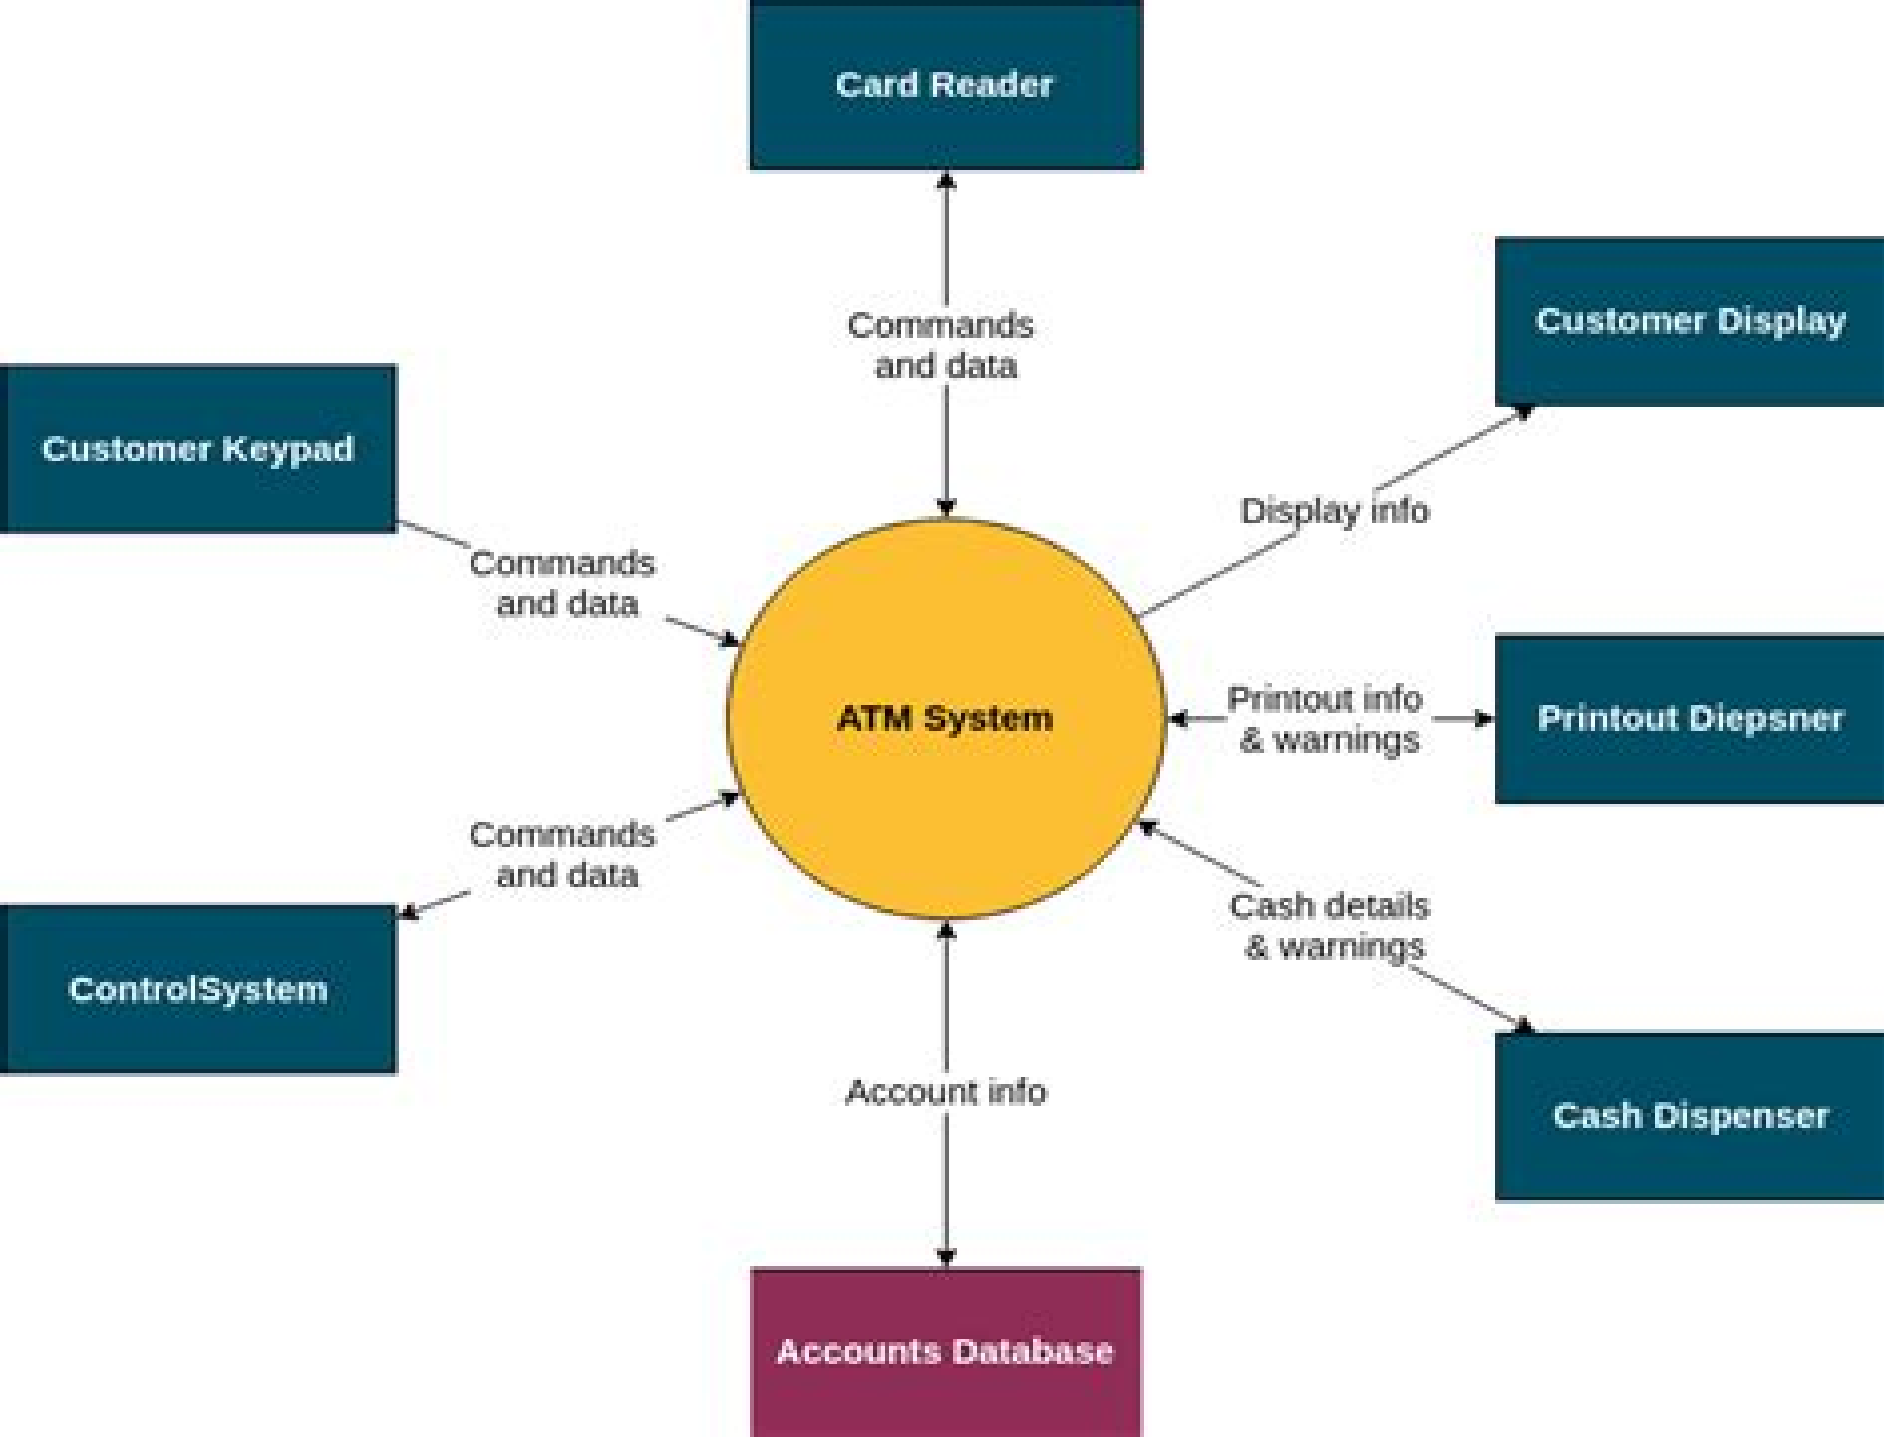 Card Reader
Commands
and data
Customer Display
Customer Keypad
Display info
Commands
and data
ATM System
Printout info
& warnings
Printout Diepsner
Commands
and data
Cash details
& warnings
ControlSystem
Account info
Cash Dispenser
Accounts Database